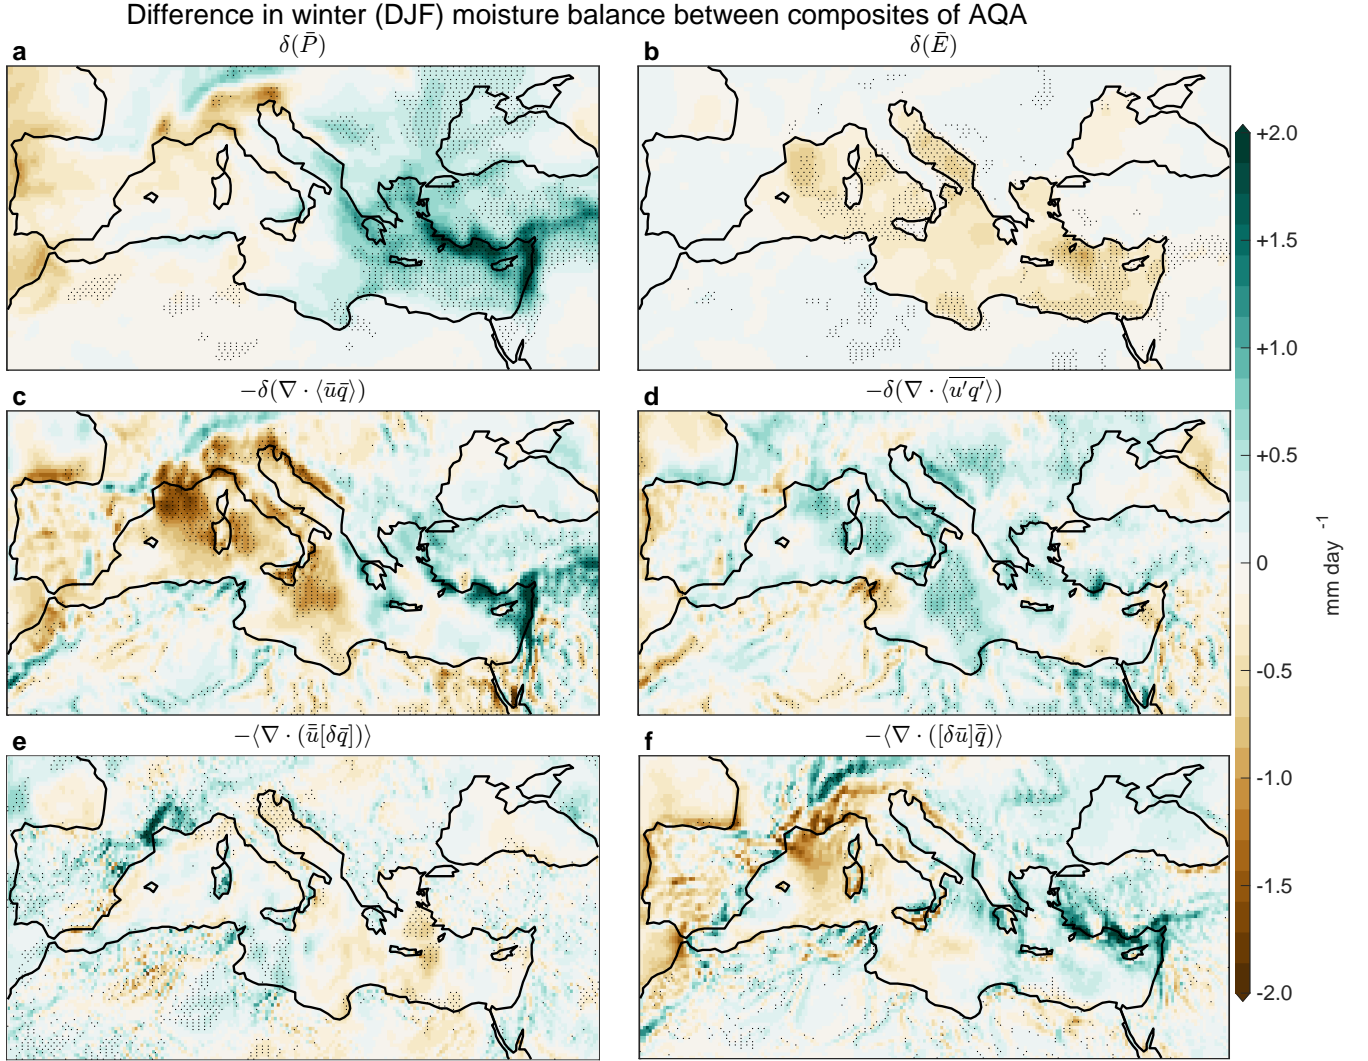 Difference in winter (DJF) moisture balance between composites of AQA
a δ(P̄)
b δ(Ē)
c −δ(∇ · ⟨ūq̄⟩)
d −δ(∇ · ⟨u′q′⟩)
e −⟨∇ · (ū̄[δq̄])⟩
f −⟨∇ · ([δū]q̄̄)⟩
+2.0
+1.5
+1.0
+0.5
0
-0.5
-1.0
-1.5
-2.0
mm day -1